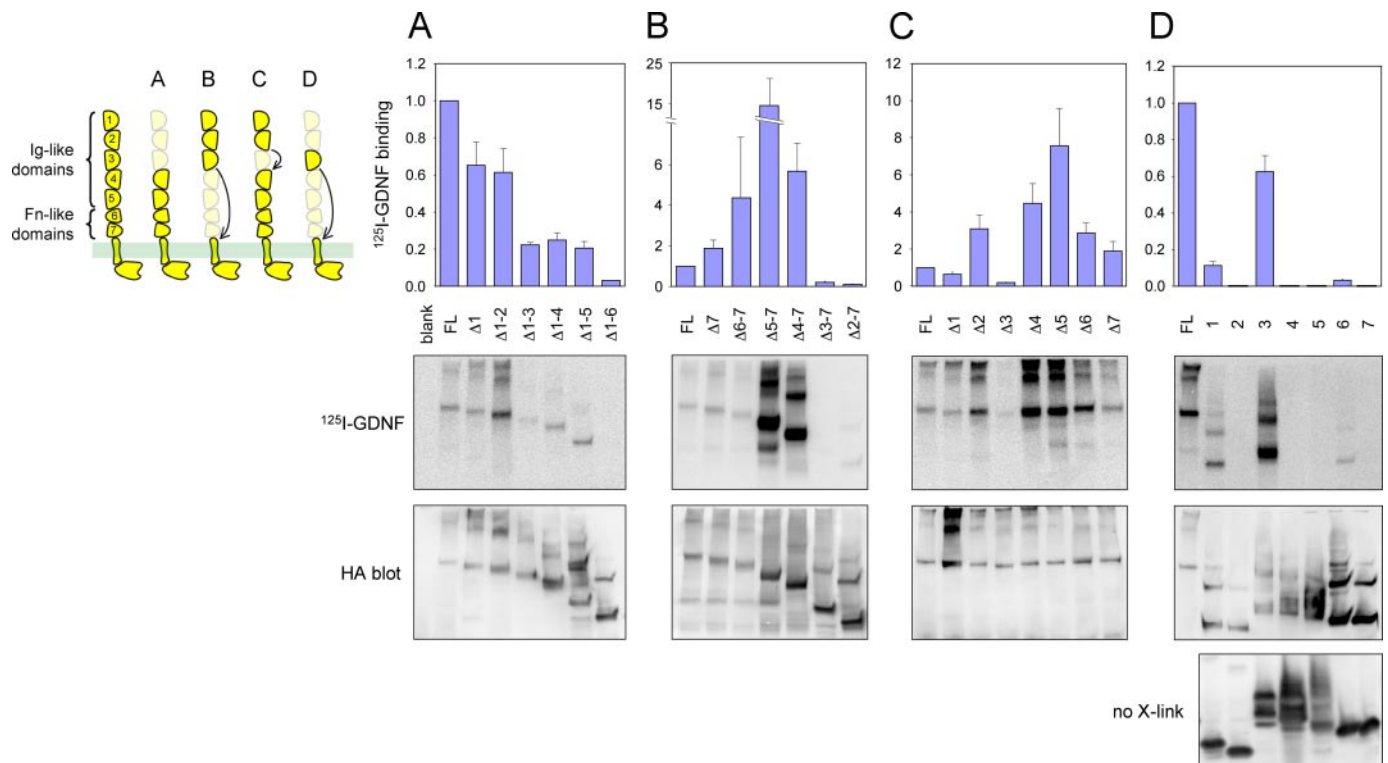 A B C D
A B C D
Ig-like
domains
Fn-like
domains
1
2
3
4
5
6
7
¹²⁵I-GDNF binding
1.2
1.0
0.8
0.6
0.4
0.2
0.0
25
15
6
4
2
0
12
10
8
6
4
2
0
1.2
1.0
0.8
0.6
0.4
0.2
0.0
blank FL Δ1 Δ1-2 Δ1-3 Δ1-4 Δ1-5 Δ1-6
FL Δ7 Δ6-7 Δ5-7 Δ4-7 Δ3-7 Δ2-7
FL Δ1 Δ2 Δ3 Δ4 Δ5 Δ6 Δ7
FL 1 2 3 4 5 6 7
¹²⁵I-GDNF
HA blot
no X-link